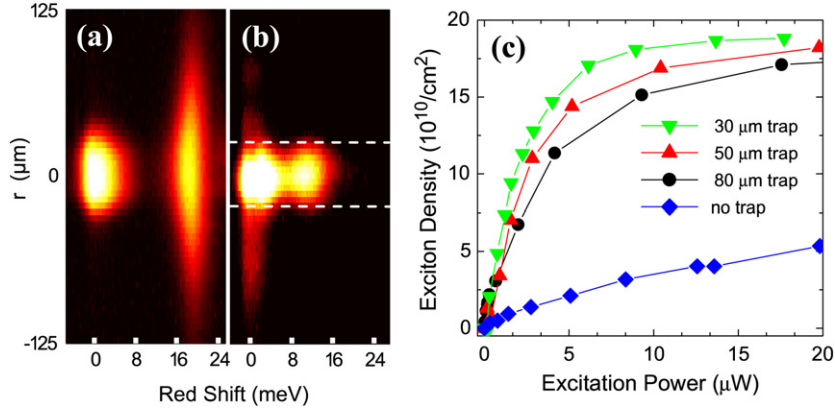 (a)
(b)
(c)
125
0
-125
r (μm)
0 8 16 24
0 8 16 24
Red Shift (meV)
20
15
10
5
0
Exciton Density (10¹⁰/cm²)
30 μm trap
50 μm trap
80 μm trap
no trap
0 5 10 15 20
Excitation Power (μW)